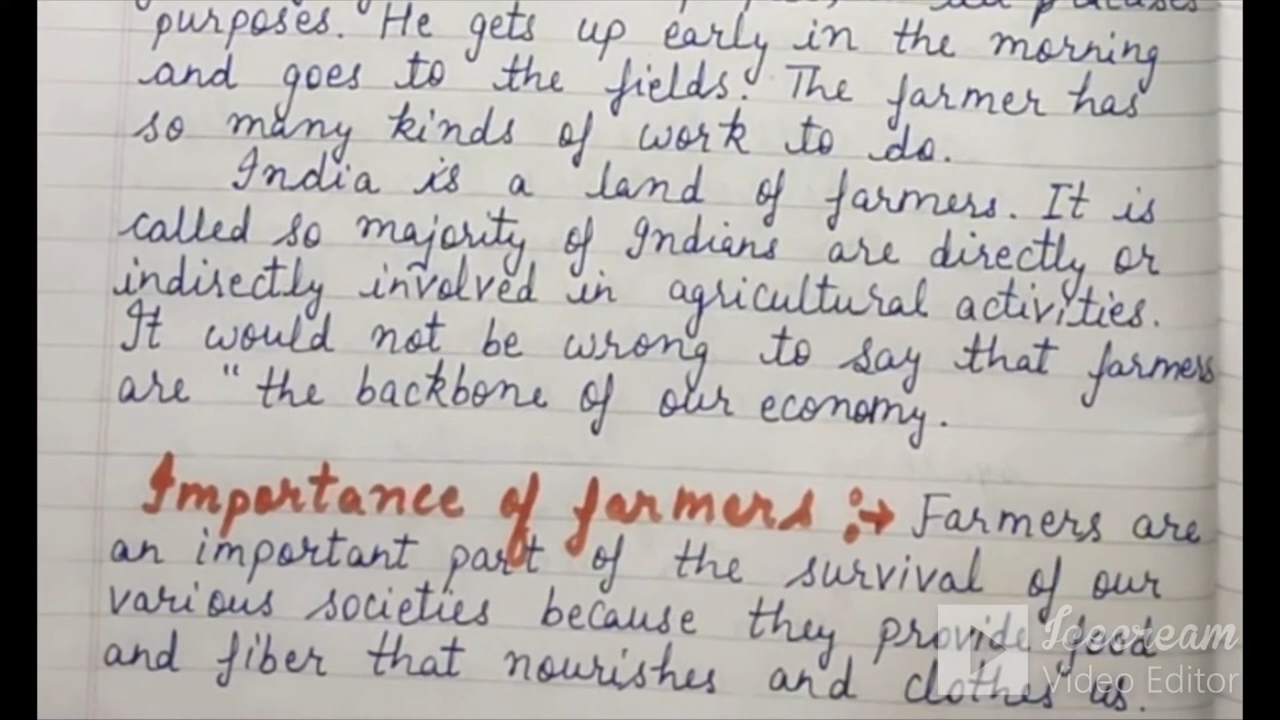 purposes. He gets up early in the morning
and goes to the fields. The farmer has
so many kinds of work to do.
India is a land of farmers. It is
called so majority of Indians are directly or
indirectly involved in agricultural activities.
It would not be wrong to say that farmers
are " the backbone of our economy.
Importance of farmers :→ Farmers are
an important part of the survival of our
various societies because they provide food
and fiber that nourishes and clothes us.
Icecream
Video Editor